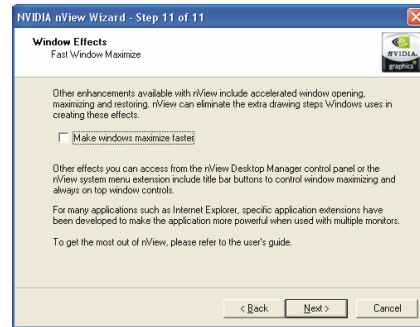 NVIDIA nView Wizard - Step 11 of 11
Window Effects
Fast Window Maximize
NVIDIA.
graphics
Other enhancements available with nView include accelerated window opening,
maximizing and restoring. nView can eliminate the extra drawing steps Windows uses in
creating these effects.
Make windows maximize faster
Other effects you can access from the nView Desktop Manager control panel or the
nView system menu extension include title bar buttons to control window maximizing and
always on top window controls.
For many applications such as Internet Explorer, specific application extensions have
been developed to make the application more powerful when used with multiple monitors.
To get the most out of nView, please refer to the user's guide.
< Back
Next >
Cancel